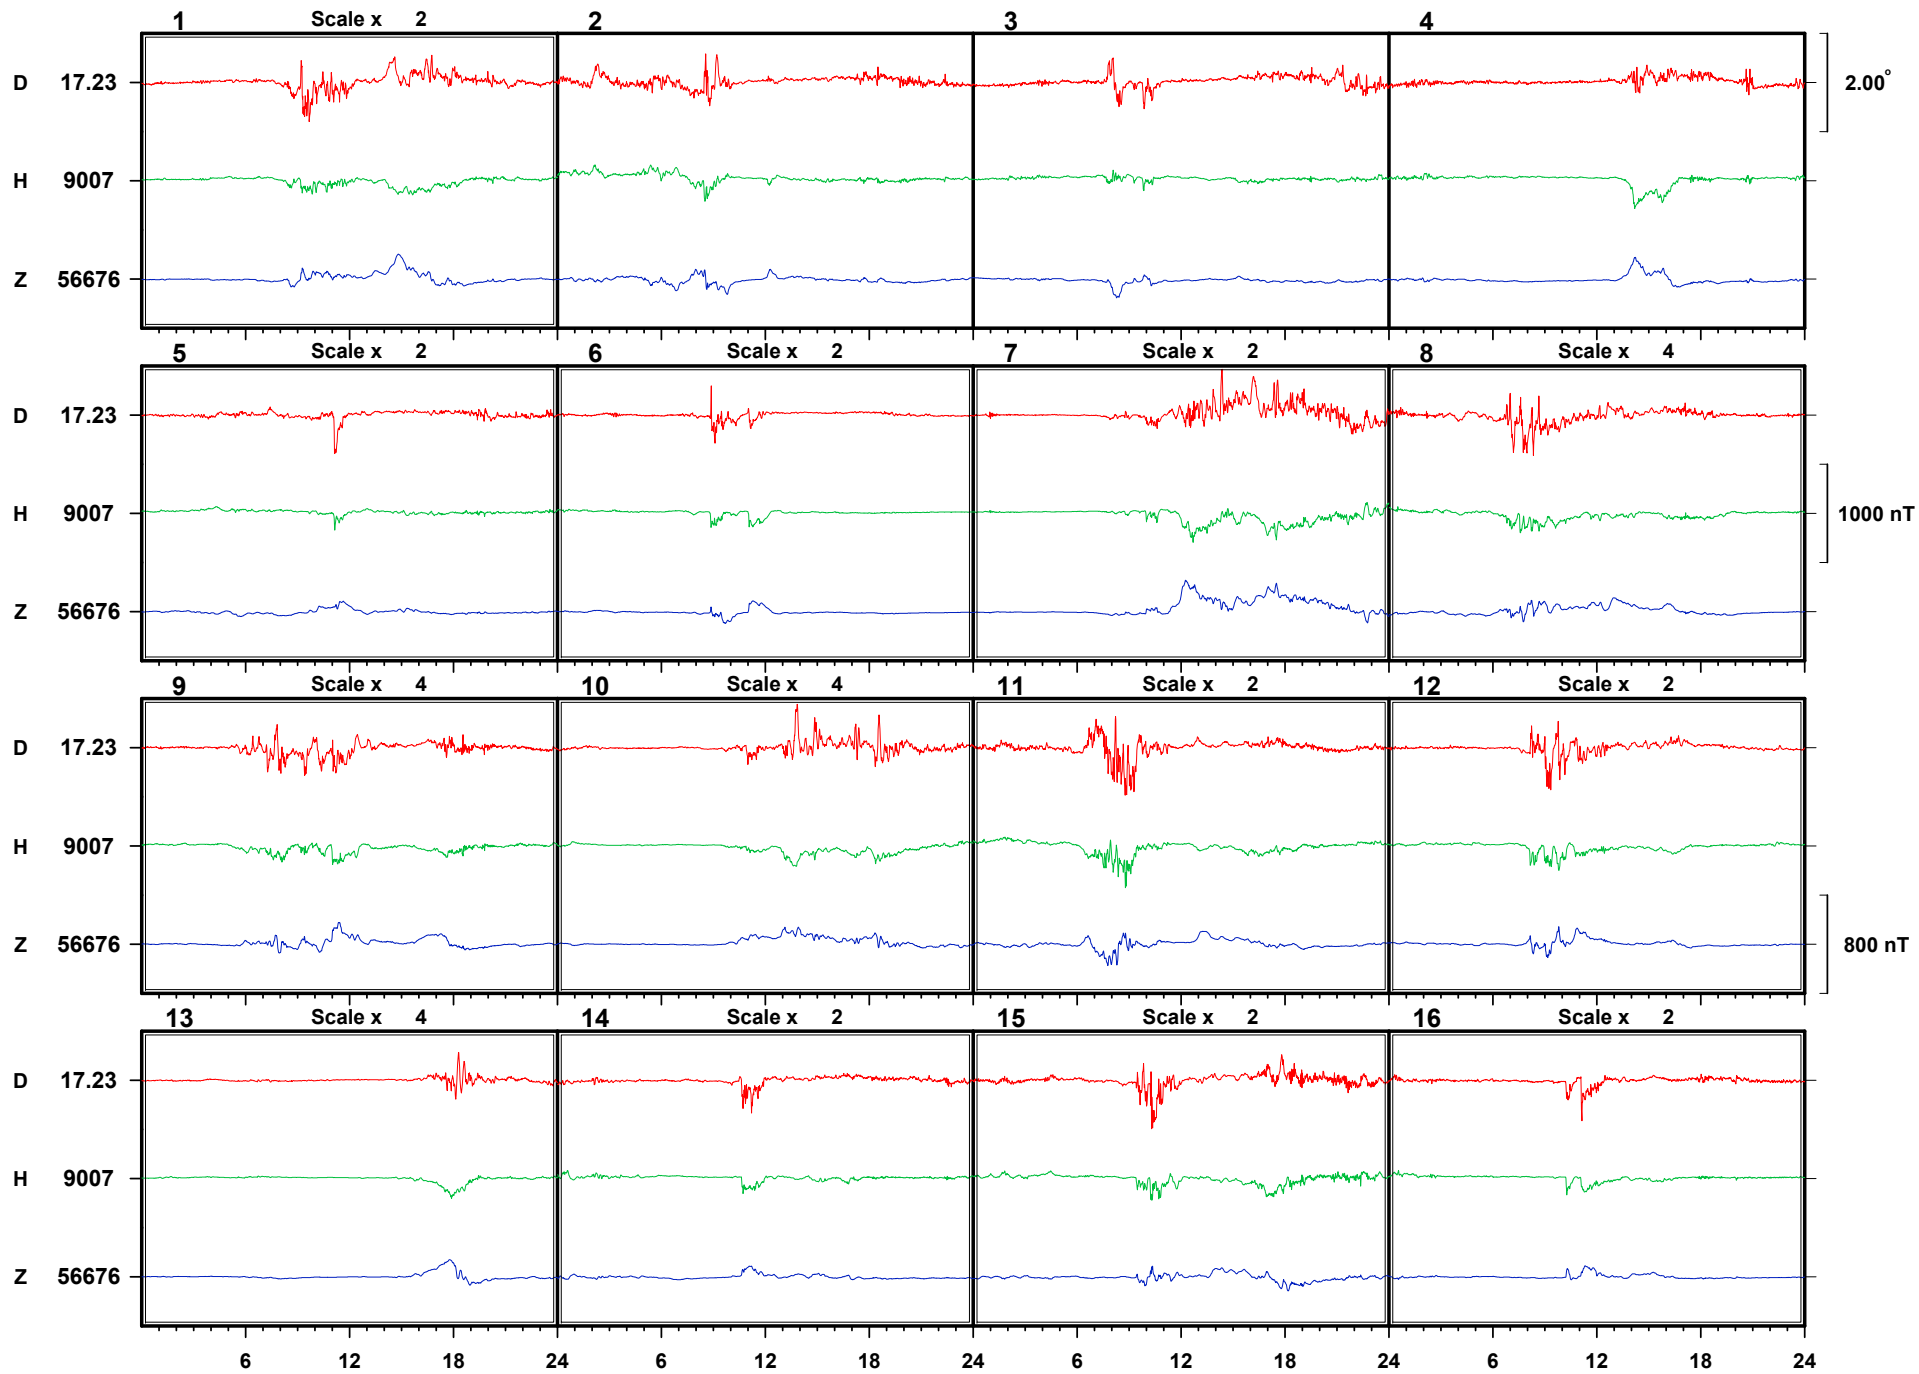 1 Scale x 2 2 3 4
D 17.23 2.00°
H 9007
Z 56676
5 Scale x 2 6 Scale x 2 7 Scale x 2 8 Scale x 4
D 17.23
H 9007 1000 nT
Z 56676
9 Scale x 4 10 Scale x 4 11 Scale x 2 12 Scale x 2
D 17.23
H 9007
Z 56676 800 nT
13 Scale x 4 14 Scale x 2 15 Scale x 2 16 Scale x 2
D 17.23
H 9007
Z 56676
6 12 18 24 6 12 18 24 6 12 18 24 6 12 18 24